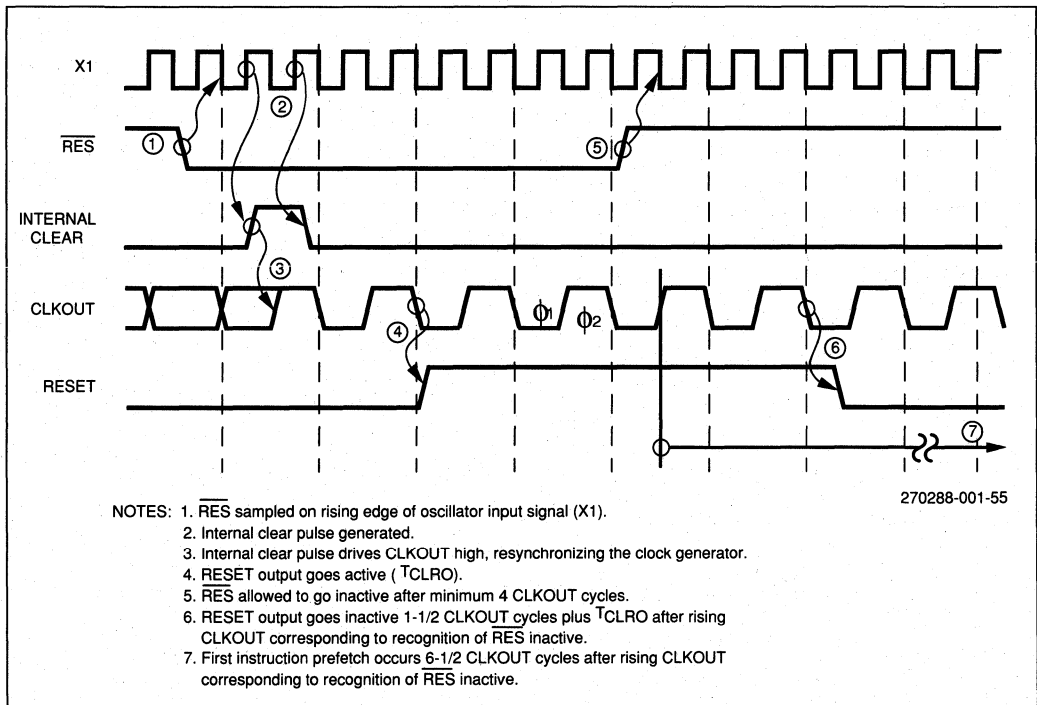 X1
②
① R̅E̅S̅ ⑤
INTERNAL
CLEAR
③
CLKOUT ϕ1 ϕ2
④ ⑥
RESET
⑦
270288-001-55
NOTES: 1. R̅E̅S̅ sampled on rising edge of oscillator input signal (X1).
2. Internal clear pulse generated.
3. Internal clear pulse drives CLKOUT high, resynchronizing the clock generator.
4. RESET output goes active ( TCLRO).
5. R̅E̅S̅ allowed to go inactive after minimum 4 CLKOUT cycles.
6. RESET output goes inactive 1-1/2 CLKOUT cycles plus TCLRO after rising
CLKOUT corresponding to recognition of R̅E̅S̅ inactive.
7. First instruction prefetch occurs 6-1/2 CLKOUT cycles after rising CLKOUT
corresponding to recognition of R̅E̅S̅ inactive.